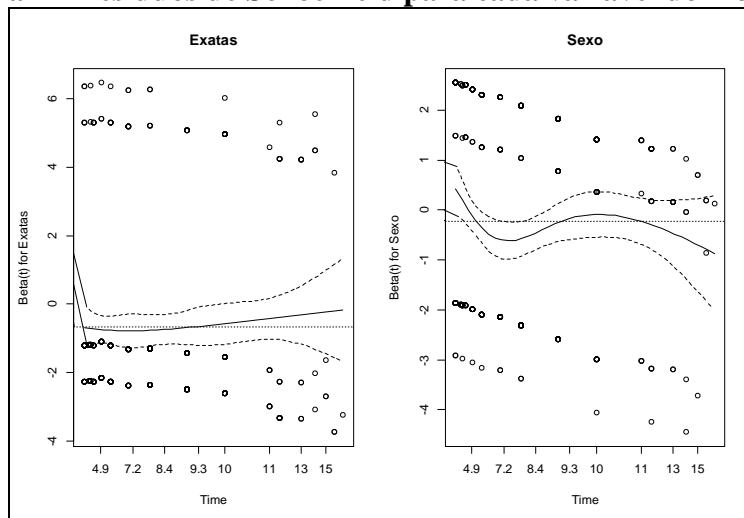 Exatas
Sexo
Beta(t) for Exatas
6
4
2
0
-2
-4
4.9 7.2 8.4 9.3 10 11 13 15
Time
Beta(t) for Sexo
2
1
0
-1
-2
-3
-4
4.9 7.2 8.4 9.3 10 11 13 15
Time